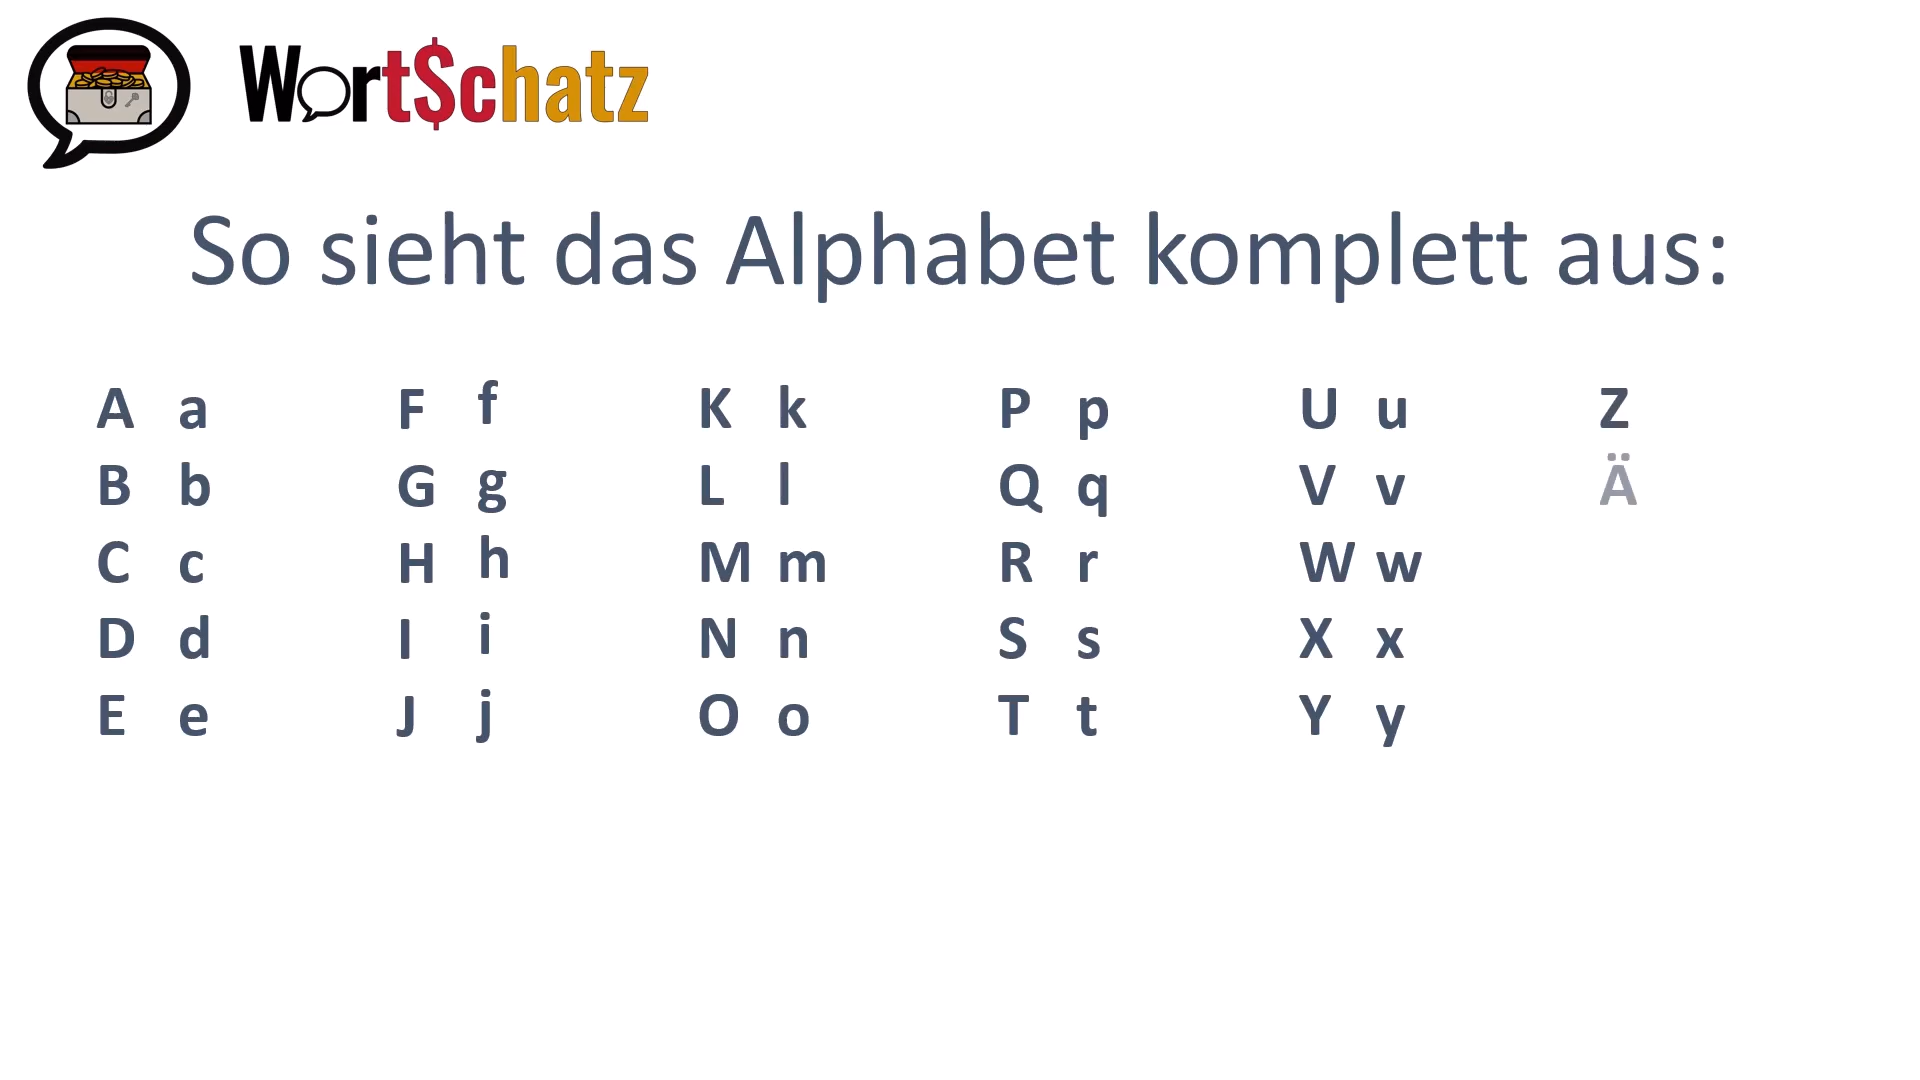 WortSchatz
So sieht das Alphabet komplett aus:
A a F f K k P p U u Z
B b G g L l Q q V v Ä
C c H h M m R r W w
D d I i N n S s X x
E e J j O o T t Y y